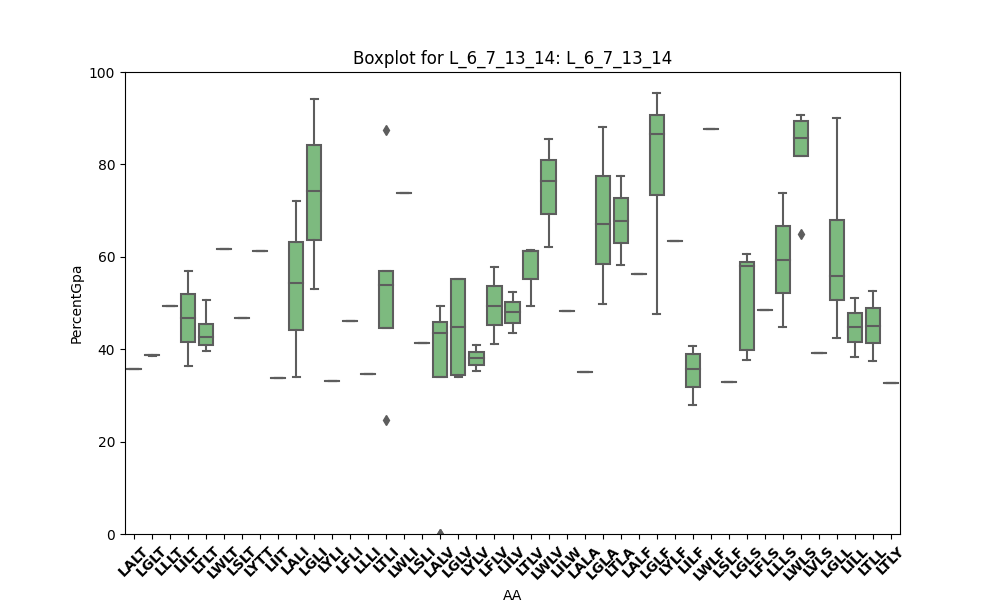 Boxplot for L_6_7_13_14: L_6_7_13_14
PercentGpa
100
80
60
40
20
0
LALT LGLT LLLT LILT LTLT LWLT LSLT LYTT LIIT LALI LGLI LYLI LFLI LLLI LTLI LWLI LSLI LALV LGLV LYLV LFLV LILV LTLV LWLV LILW LALA LGLA LTLA LALF LGLF LYLF LILF LWLF LSLF LGLS LFLS LLLS LWLS LVLS LGLL LILL LTLL LTLY
AA